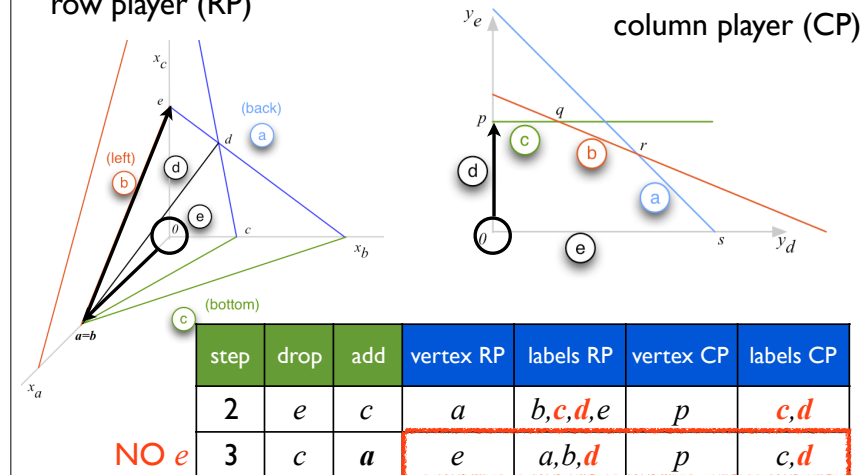 row player (RP)
column player (CP)
x_c
e
(back)
a
d
(left)
b
d
e
0
c
x_b
(bottom)
c
a=b
x_a
y_e
p
q
c
b
r
d
a
0
e
s
y_d
step drop add vertex RP labels RP vertex CP labels CP
2 e c a b,c,d,e p c,d
NO e 3 c a e a,b,d p c,d